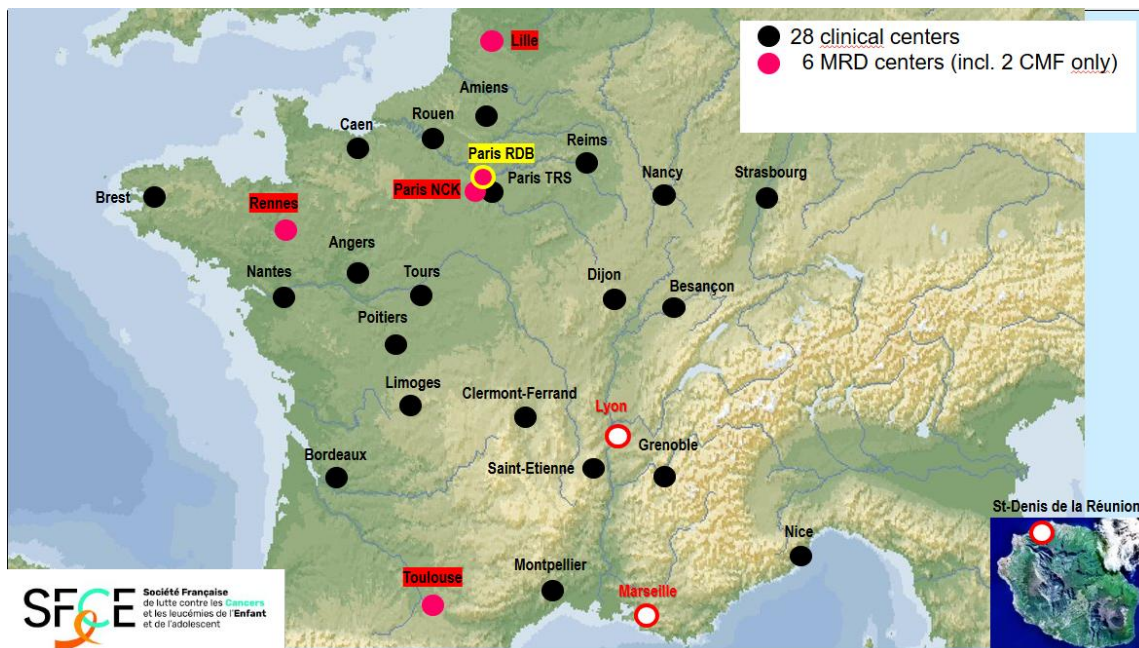 28 clinical centers
6 MRD centers (incl. 2 CMF only)
Lille
Amiens
Rouen
Caen
Reims
Paris RDB
Paris TRS
Nancy
Strasbourg
Paris NCK
Brest
Rennes
Angers
Nantes
Tours
Dijon
Besançon
Poitiers
Limoges
Clermont-Ferrand
Lyon
Grenoble
Bordeaux
Saint-Etienne
St-Denis de la Réunion
Nice
Montpellier
Toulouse
Marseille
SFCE
Société Française
de lutte contre les Cancers
et les leucémies de l'Enfant
et de l'adolescent